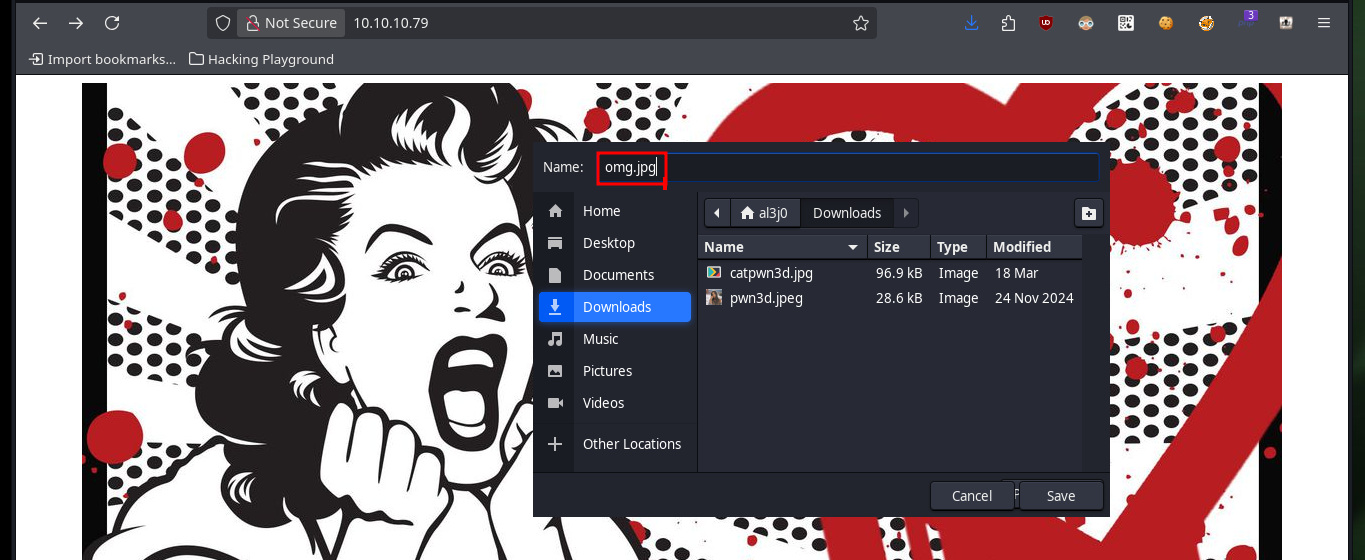 Not Secure 10.10.10.79 3
Import bookmarks... Hacking Playground
Name: omg.jpg
Home al3j0 Downloads
Desktop Name Size Type Modified
Documents catpwn3d.jpg 96.9 kB Image 18 Mar
Downloads pwn3d.jpeg 28.6 kB Image 24 Nov 2024
Music
Pictures
Videos
Other Locations
Cancel Save